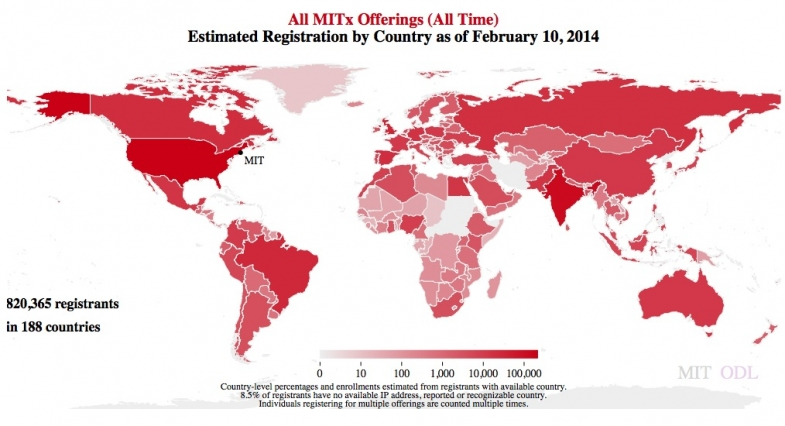 All MITx Offerings (All Time)
Estimated Registration by Country as of February 10, 2014
MIT
820,365 registrants
in 188 countries
0 10 100 1,000 10,000 100,000
MIT ODL
Country-level percentages and enrollments estimated from registrants with available country.
8.5% of registrants have no available IP address, reported or recognizable country.
Individuals registering for multiple offerings are counted multiple times.